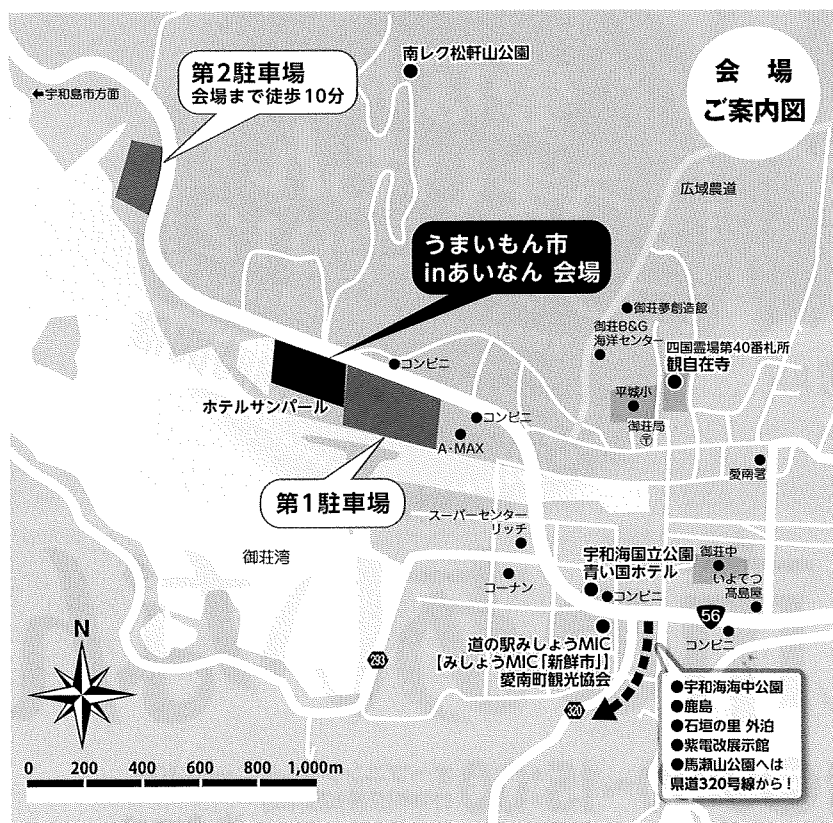 会 場
ご案内図
南レク松軒山公園
第2駐車場
会場まで徒歩10分
←宇和島市方面
広域農道
うまいもん市
inあいなん 会場
御荘夢創造館
御荘B&G
海洋センター
四国霊場第40番札所
観自在寺
コンビニ
ホテルサンパール
平城小
コンビニ
御荘局
〒
A・MAX
愛南署
第1駐車場
スーパーセンター
リッチ
御荘湾
宇和海国立公園
青い国ホテル
御荘中
コーナン
コンビニ
いよてつ
髙島屋
56
コンビニ
道の駅みしょうMIC
【みしょうMIC「新鮮市」】
愛南町観光協会
N
293
320
●宇和海海中公園
●鹿島
●石垣の里 外泊
●紫電改展示館
●馬瀬山公園へは
県道320号線から!
0 200 400 600 800 1,000m